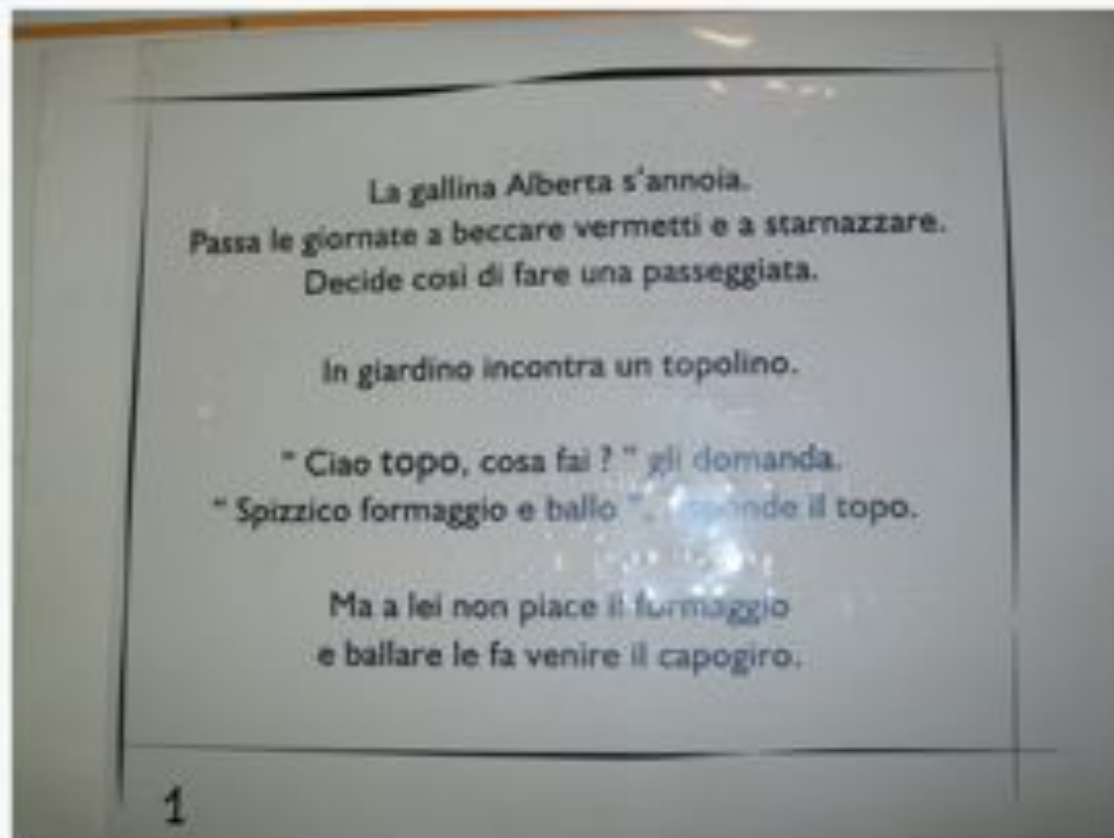 La gallina Alberta s'annoia.
Passa le giornate a beccare vermetti e a starnazzare.
Decide così di fare una passeggiata.
In giardino incontra un topolino.
" Ciao topo, cosa fai ? " gli domanda.
" Spizzico formaggio e ballo ", risponde il topo.
Ma a lei non piace il formaggio
e ballare le fa venire il capogiro.
1